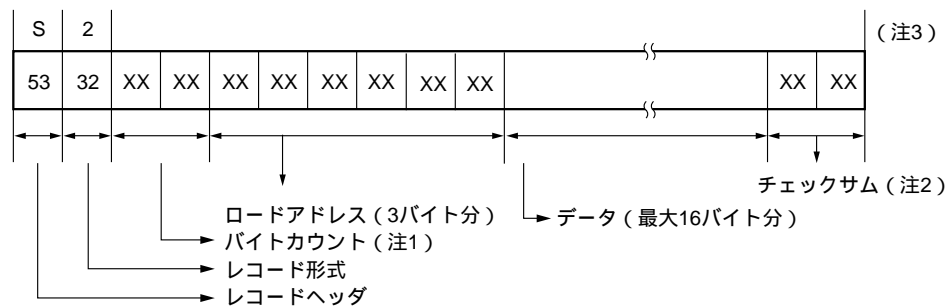 S 2 (注3)
53 32 XX XX XX XX XX XX XX XX XX XX
チェックサム(注2)
ロードアドレス(3バイト分) データ(最大16バイト分)
バイトカウント(注1)
レコード形式
レコードヘッダ